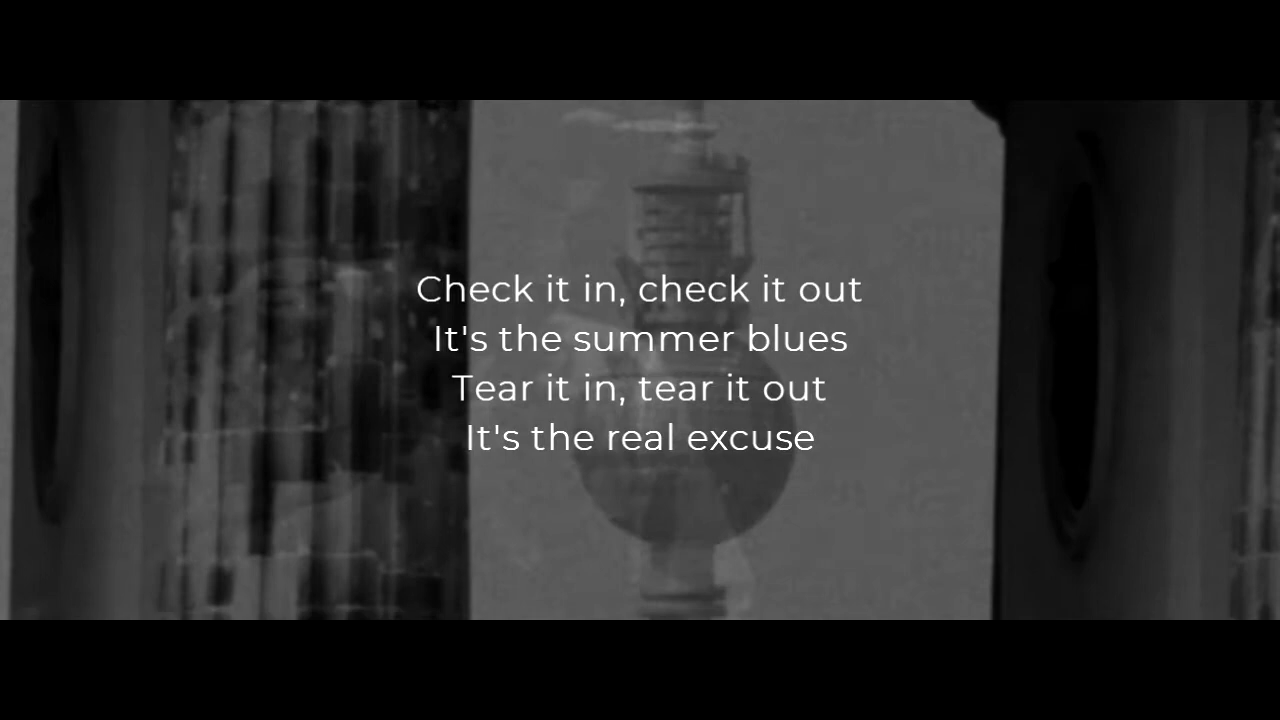 Check it in, check it out
It's the summer blues
Tear it in, tear it out
It's the real excuse